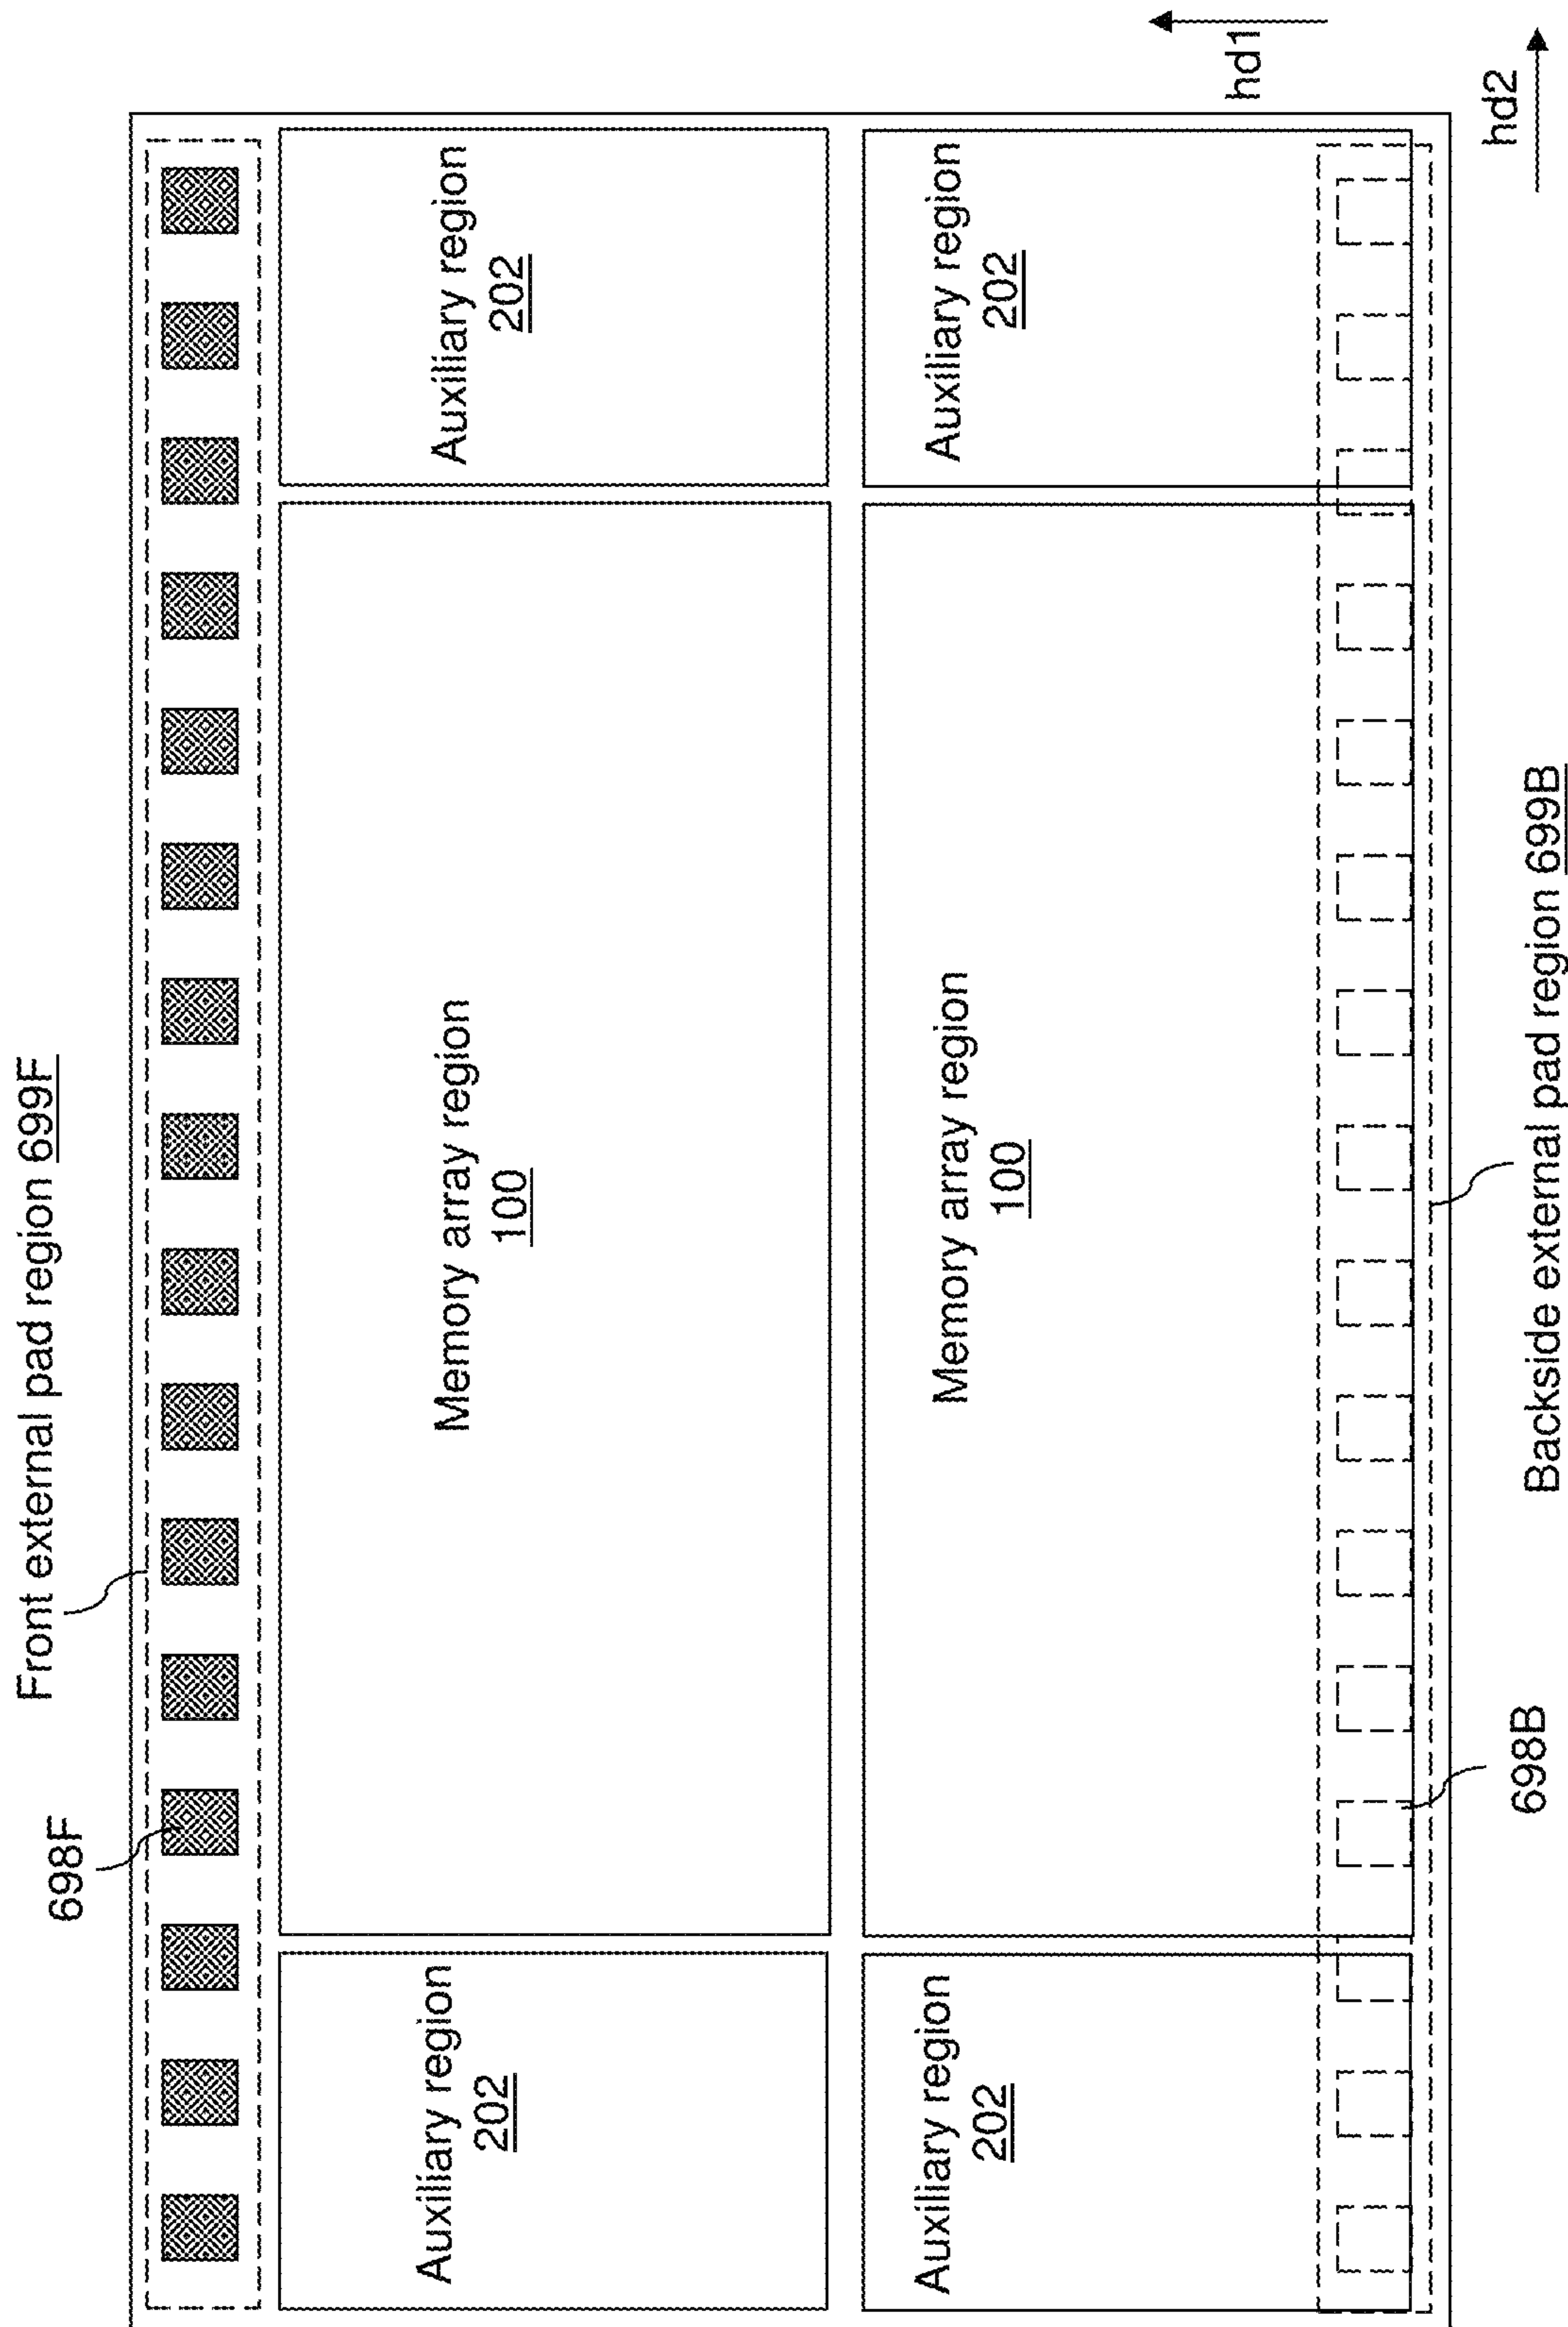 Front external pad region 699F
698F
Auxiliary region
202
Memory array region
100
Auxiliary region
202
Auxiliary region
202
Memory array region
100
Auxiliary region
202
698B
Backside external pad region 699B
hd1
hd2